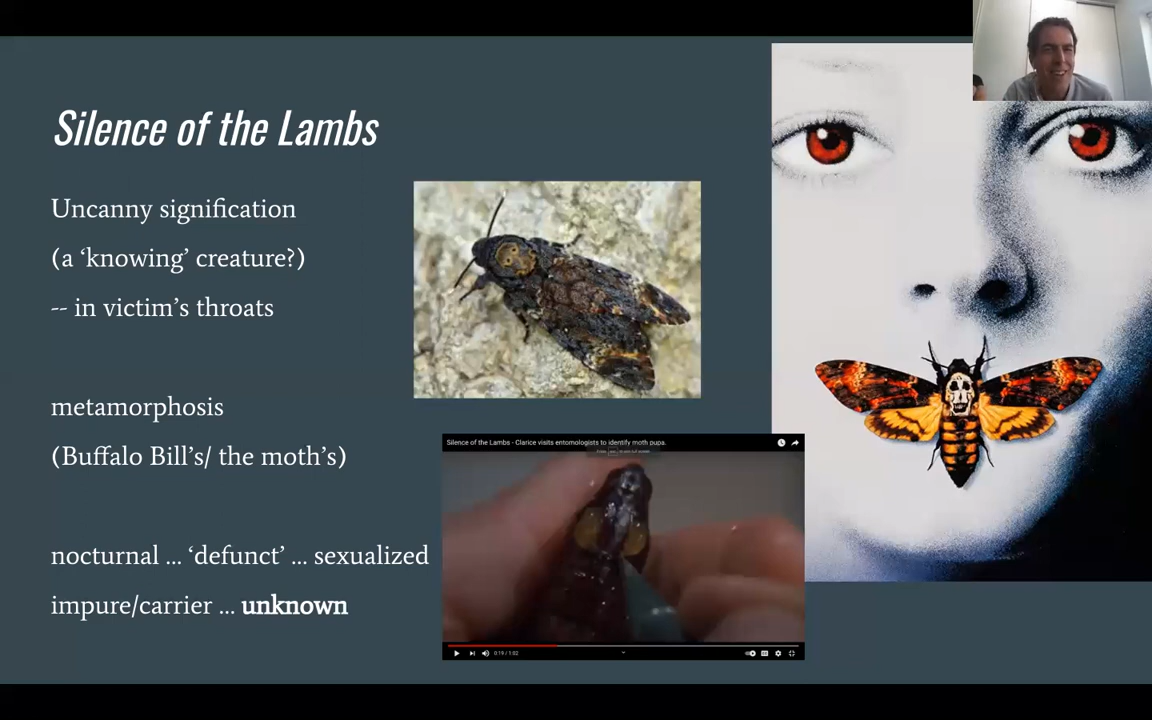 Silence of the Lambs
Uncanny signification
(a ‘knowing’ creature?)
-- in victim’s throats
metamorphosis
(Buffalo Bill’s/ the moth’s)
nocturnal ... ‘defunct’ ... sexualized
impure/carrier ... unknown
Silence of the Lambs - Clarice visits entomologists to identify moth pupa.
0:19 / 1:02